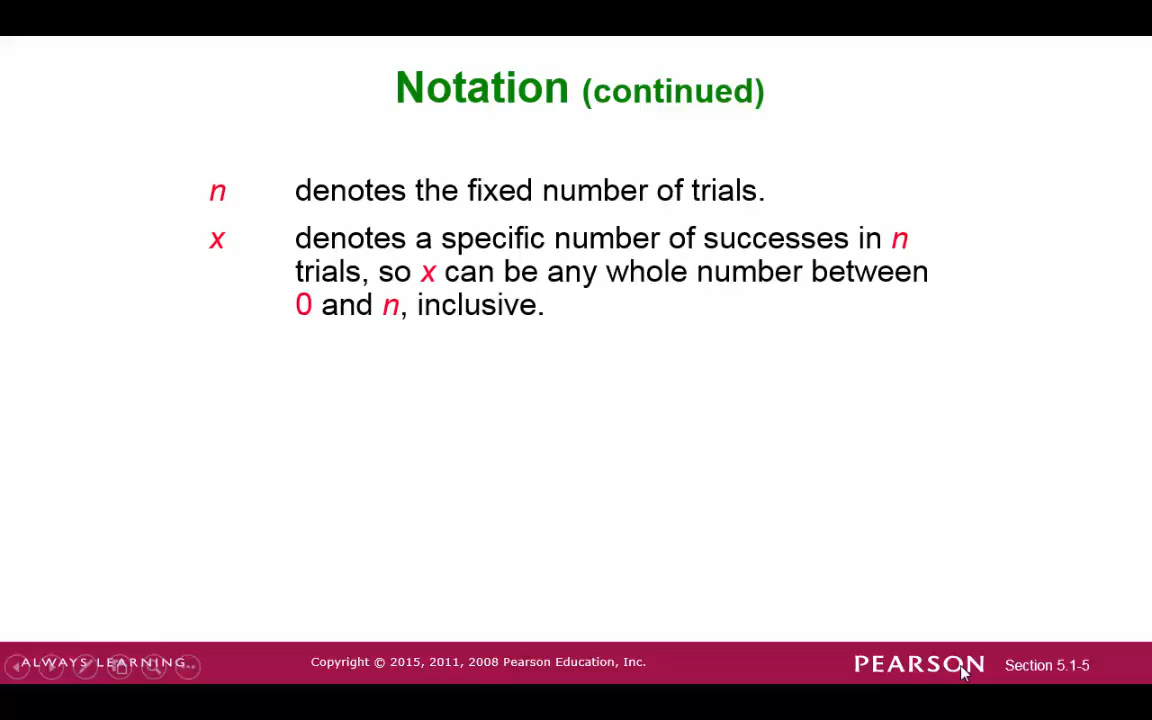 Notation (continued)
n denotes the fixed number of trials.
x denotes a specific number of successes in n
trials, so x can be any whole number between
0 and n, inclusive.
ALWAYS LEARNING
Copyright © 2015, 2011, 2008 Pearson Education, Inc.
PEARSON
Section 5.1-5